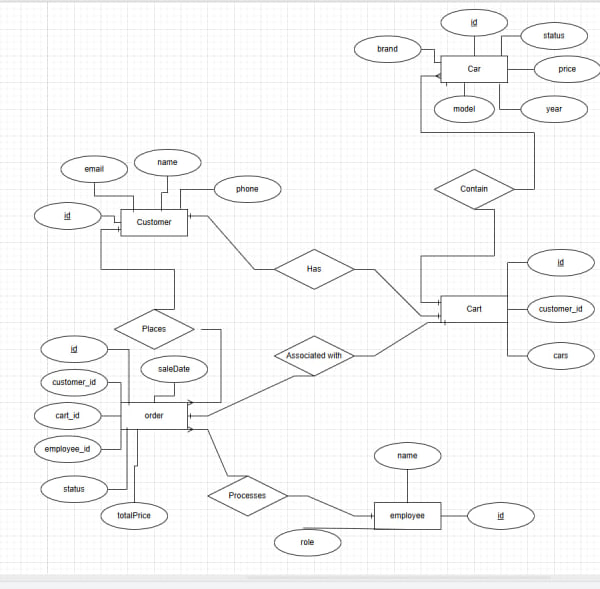 id
status
brand
Car
price
model
year
name
email
phone
Contain
id
Customer
Has
id
Cart
customer_id
Places
id
Associated with
cars
saleDate
customer_id
cart_id
order
employee_id
name
status
Processes
totalPrice
employee
id
role